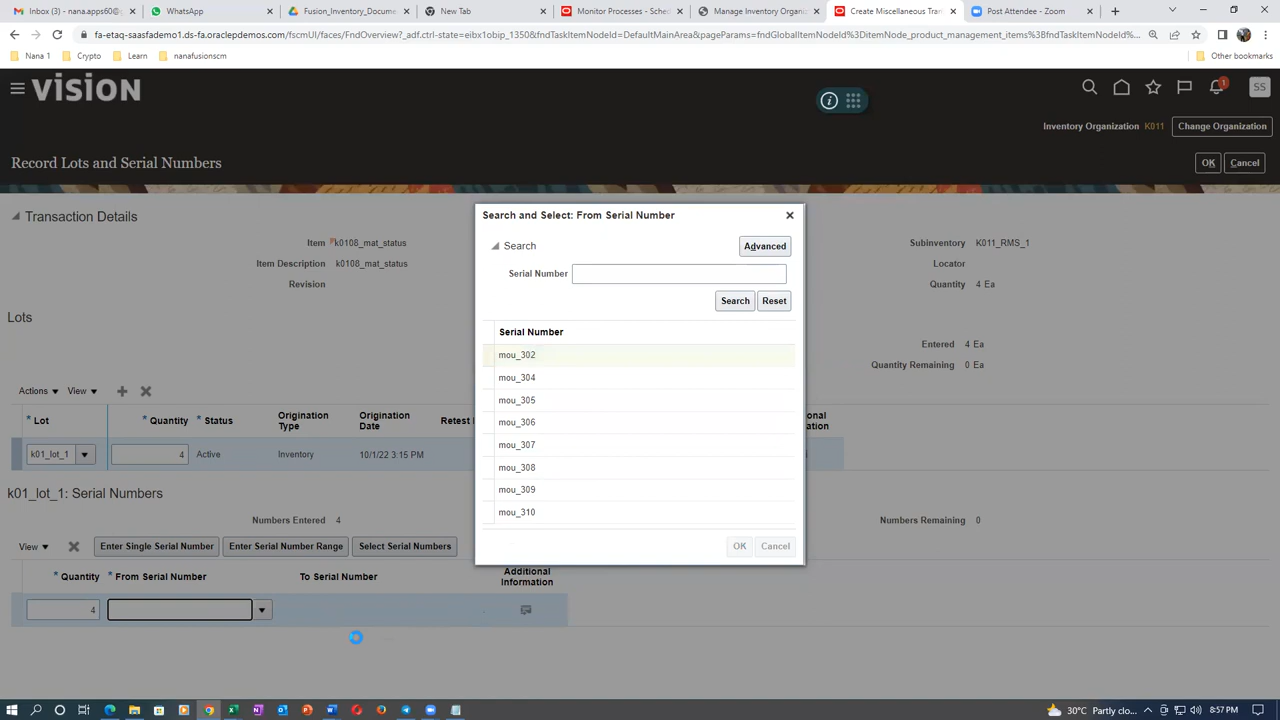 Inbox (3) - nana.apps60@g
WhatsApp
Fusion_Inventory_Docume
New Tab
Monitor Processes - Sched
Manage Inventory Organiz
Create Miscellaneous Tran
Post Attendee - Zoom
fa-etaq-saasfademo1.ds-fa.oraclepdemos.com/fscmUI/faces/FndOverview?_adf.ctrl-state=eibx1obip_1350&fndTaskItemNodeId=DefaultMainArea&pageParams=fndGlobalItemNodeId%3DitemNode_product_management_items%3BfndTaskItemNodeId%...
Nana 1
Crypto
Learn
nanafusionscm
Other bookmarks
VISION
1
SS
Inventory Organization K011
Change Organization
Record Lots and Serial Numbers
OK
Cancel
Transaction Details
Item k0108_mat_status
Item Description k0108_mat_status
Revision
Subinventory K011_RMS_1
Locator
Quantity 4 Ea
Lots
Entered 4 Ea
Quantity Remaining 0 Ea
Actions
View
* Lot
* Quantity
Status
Origination Type
Origination Date
Retest
k01_lot_1
4
Active
Inventory
10/1/22 3:15 PM
k01_lot_1: Serial Numbers
Numbers Entered 4
Numbers Remaining 0
View
Enter Single Serial Number
Enter Serial Number Range
Select Serial Numbers
* Quantity
* From Serial Number
To Serial Number
Additional Information
4
Search and Select: From Serial Number
Search
Advanced
Serial Number
Search
Reset
Serial Number
mou_302
mou_304
mou_305
mou_306
mou_307
mou_308
mou_309
mou_310
OK
Cancel
30°C Partly clo...
8:57 PM